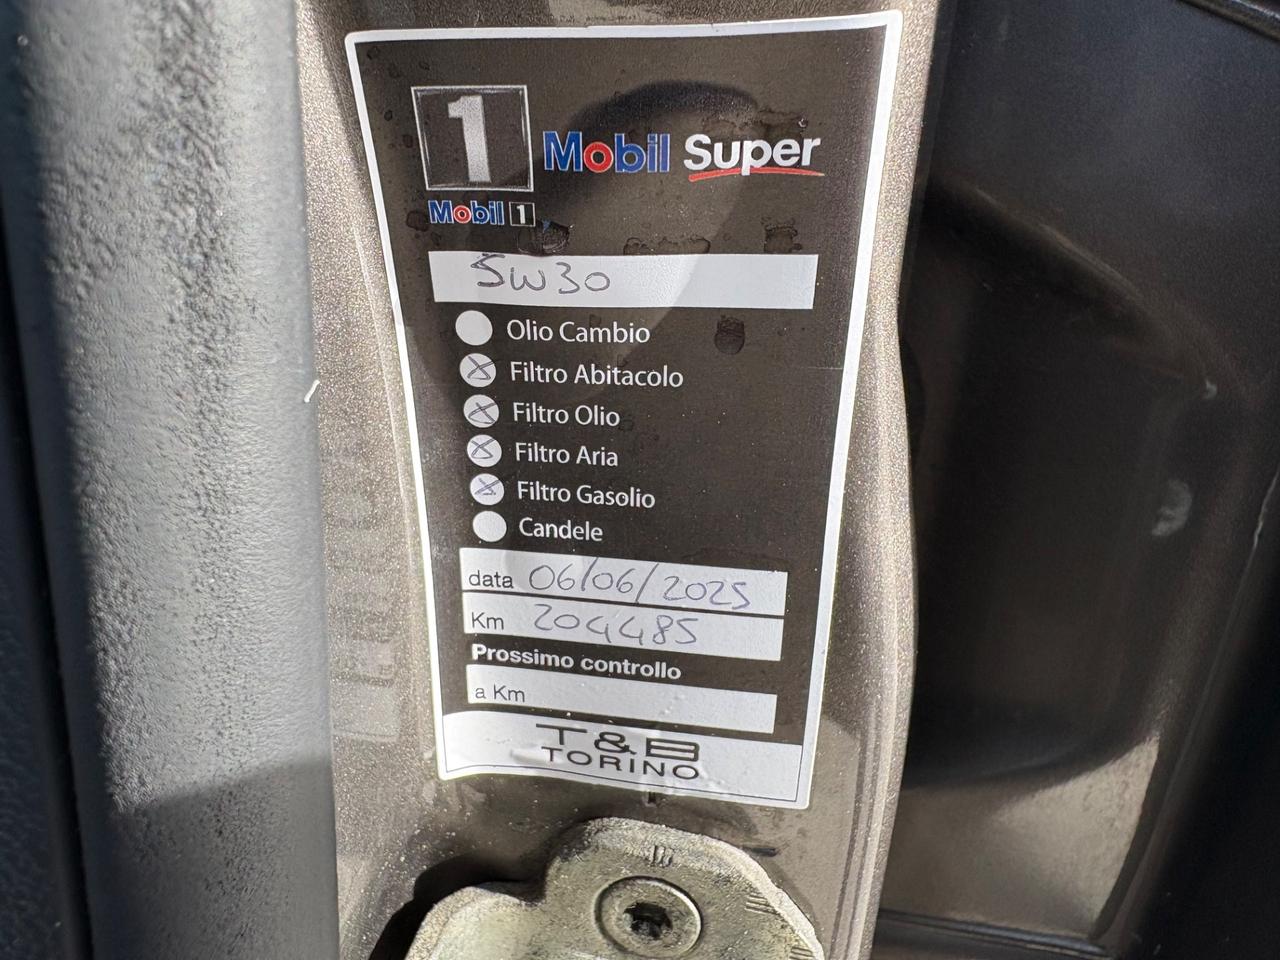 1
Mobil Super
Mobil 1
5W30
Olio Cambio
Filtro Abitacolo
Filtro Olio
Filtro Aria
Filtro Gasolio
Candele
data 06/06/2025
Km 204485
Prossimo controllo
a Km
T&B
TORINO